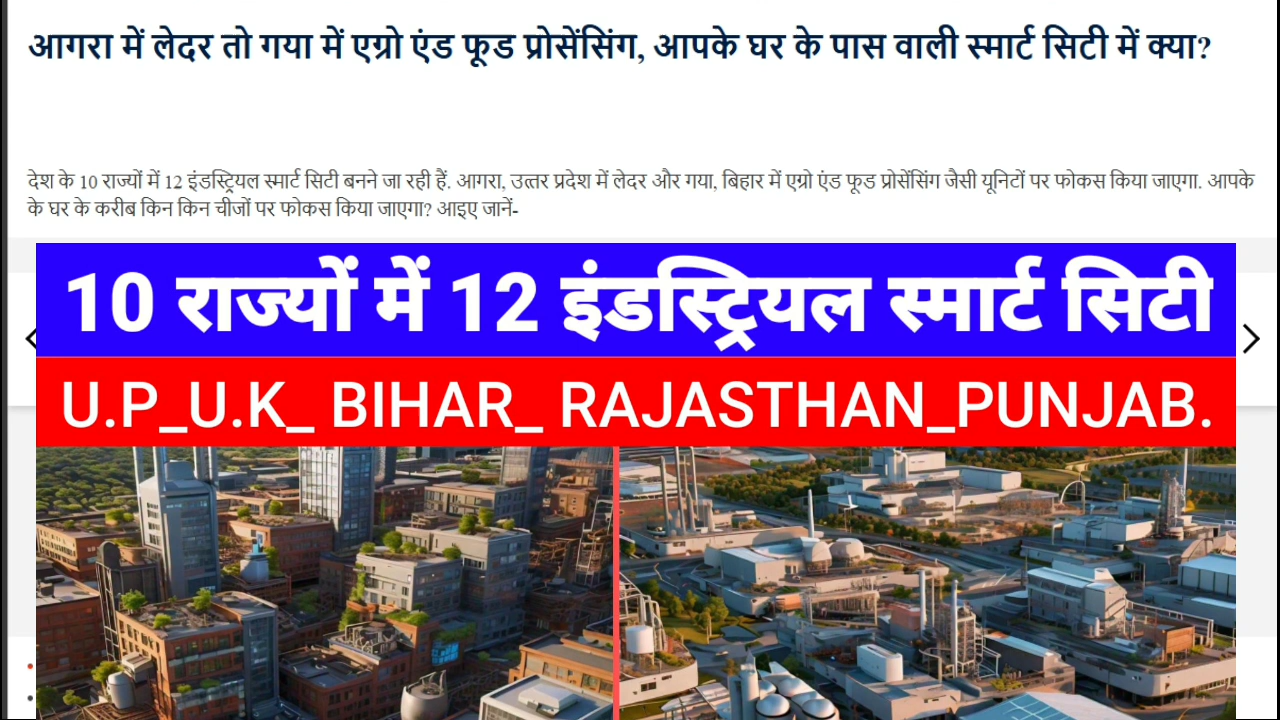 आगरा में लेदर तो गया में एग्रो एंड फूड प्रोसेंसिंग, आपके घर के पास वाली स्मार्ट सिटी में क्या?
देश के 10 राज्यों में 12 इंडस्ट्रियल स्मार्ट सिटी बनने जा रही हैं. आगरा, उत्तर प्रदेश में लेदर और गया, बिहार में एग्रो एंड फूड प्रोसेंसिंग जैसी यूनिटों पर फोकस किया जाएगा. आपके
के घर के करीब किन किन चीजों पर फोकस किया जाएगा? आइए जानें-
10 राज्यों में 12 इंडस्ट्रियल स्मार्ट सिटी
U.P_U.K_ BIHAR_ RAJASTHAN_PUNJAB.